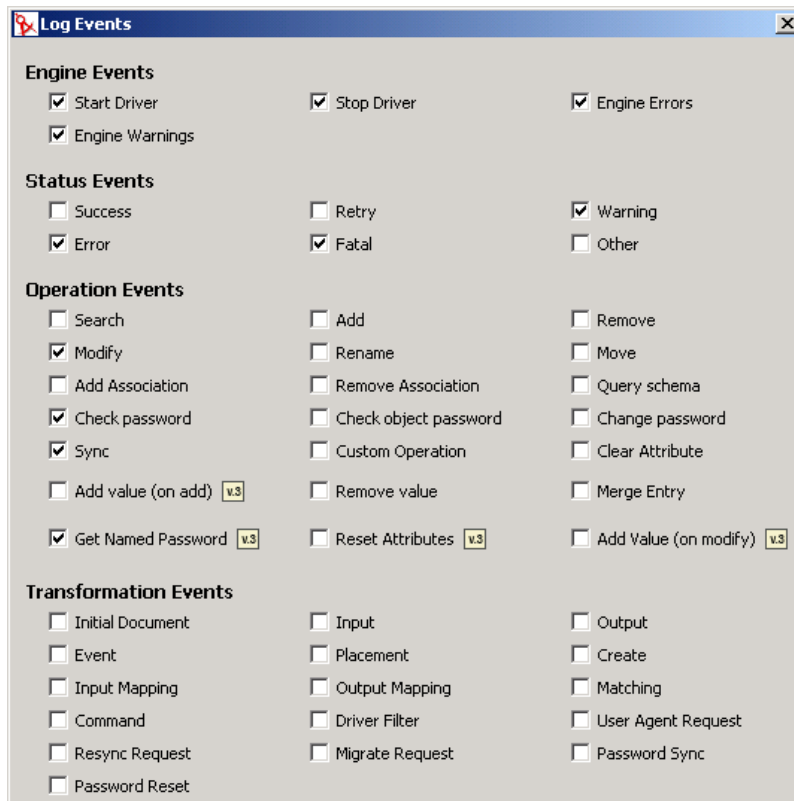 Log Events
Engine Events
Start Driver Stop Driver Engine Errors
Engine Warnings
Status Events
Success Retry Warning
Error Fatal Other
Operation Events
Search Add Remove
Modify Rename Move
Add Association Remove Association Query schema
Check password Check object password Change password
Sync Custom Operation Clear Attribute
Add value (on add) v.3 Remove value Merge Entry
Get Named Password v.3 Reset Attributes v.3 Add Value (on modify) v.3
Transformation Events
Initial Document Input Output
Event Placement Create
Input Mapping Output Mapping Matching
Command Driver Filter User Agent Request
Resync Request Migrate Request Password Sync
Password Reset